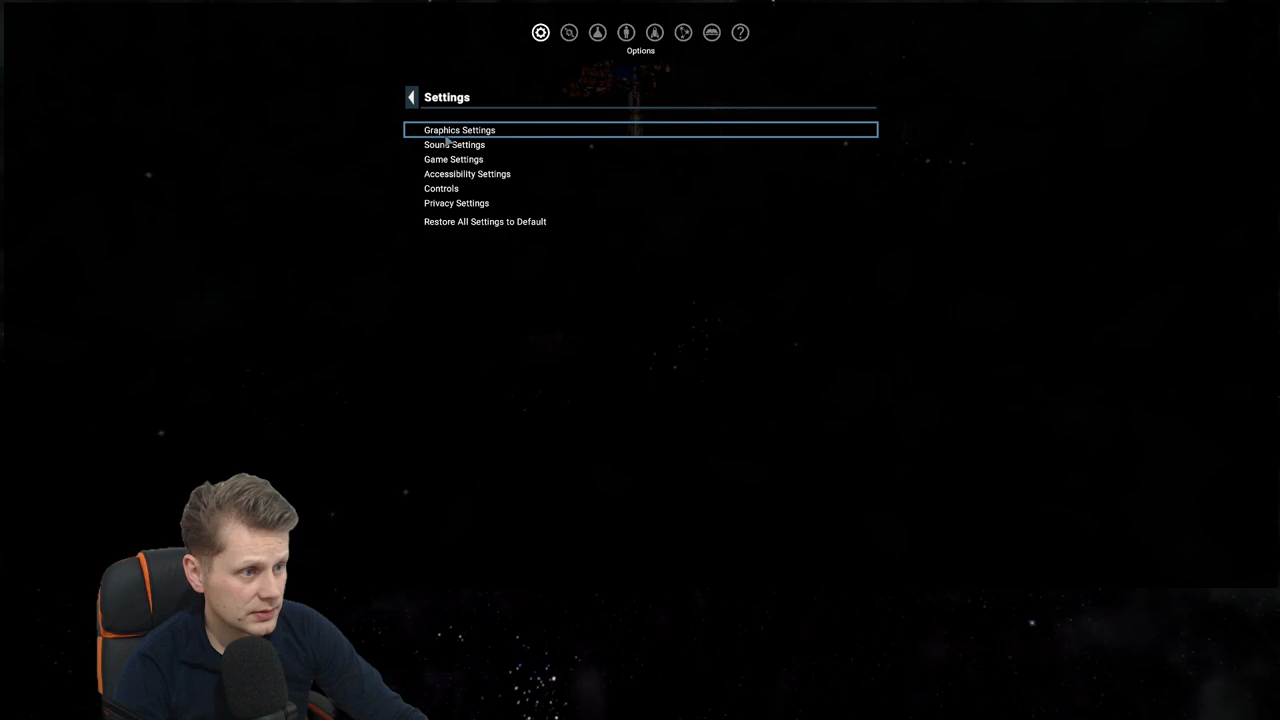 Options
Settings
Graphics Settings
Sound Settings
Game Settings
Accessibility Settings
Controls
Privacy Settings
Restore All Settings to Default